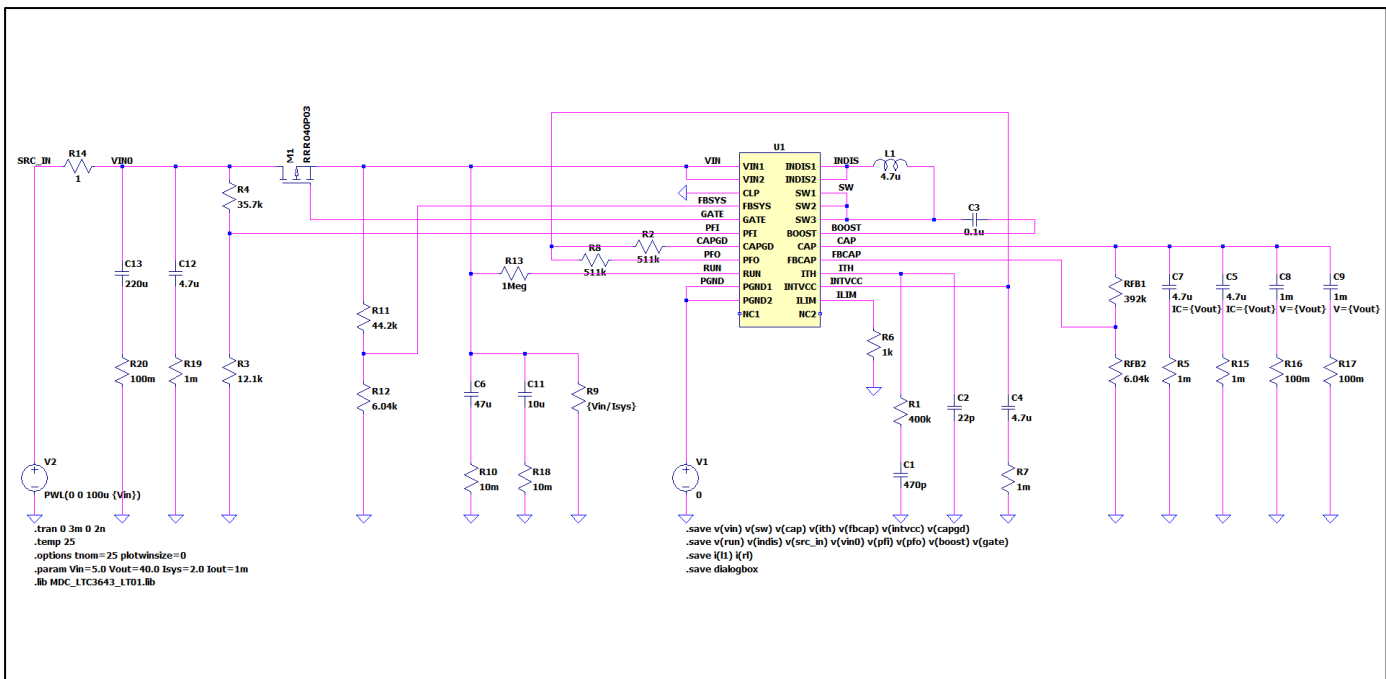 U1
M1
RRR040P03
SRC_IN
R14
1
VIN0
VIN
VIN1
INDIS1
INDIS
L1
4.7u
VIN2
INDIS2
CLP
SW1
SW
FBSYS
FBSYS
SW2
GATE
GATE
SW3
C3
0.1u
PFI
PFI
BOOST
BOOST
CAPGD
CAPGD
CAP
CAP
PFO
PFO
FBCAP
FBCAP
RUN
RUN
ITH
ITH
PGND
PGND1
INTVCC
INTVCC
PGND2
ILIM
ILIM
NC1
NC2
R4
35.7k
R2
511k
R8
511k
R13
1Meg
C13
220u
C12
4.7u
R11
44.2k
R6
1k
RFB1
392k
C7
4.7u
IC={Vout}
C5
4.7u
IC={Vout}
C8
1m
V={Vout}
C9
1m
V={Vout}
R20
100m
R19
1m
R3
12.1k
R12
6.04k
C6
47u
C11
10u
R9
{Vin/Isys}
R1
400k
C2
22p
C4
4.7u
RFB2
6.04k
R5
1m
R15
1m
R16
100m
R17
100m
V2
PWL(0 0 100u {Vin})
R10
10m
R18
10m
V1
0
C1
470p
R7
1m
.tran 0 3m 0 2n
.temp 25
.options tnom=25 plotwinsize=0
.param Vin=5.0 Vout=40.0 Isys=2.0 Iout=1m
.lib MDC_LTC3643_LT01.lib
.save v(vin) v(sw) v(cap) v(ith) v(fbcap) v(intvcc) v(capgd)
.save v(run) v(indis) v(src_in) v(vin0) v(pfi) v(pfo) v(boost) v(gate)
.save i(l1) i(rl)
.save dialogbox